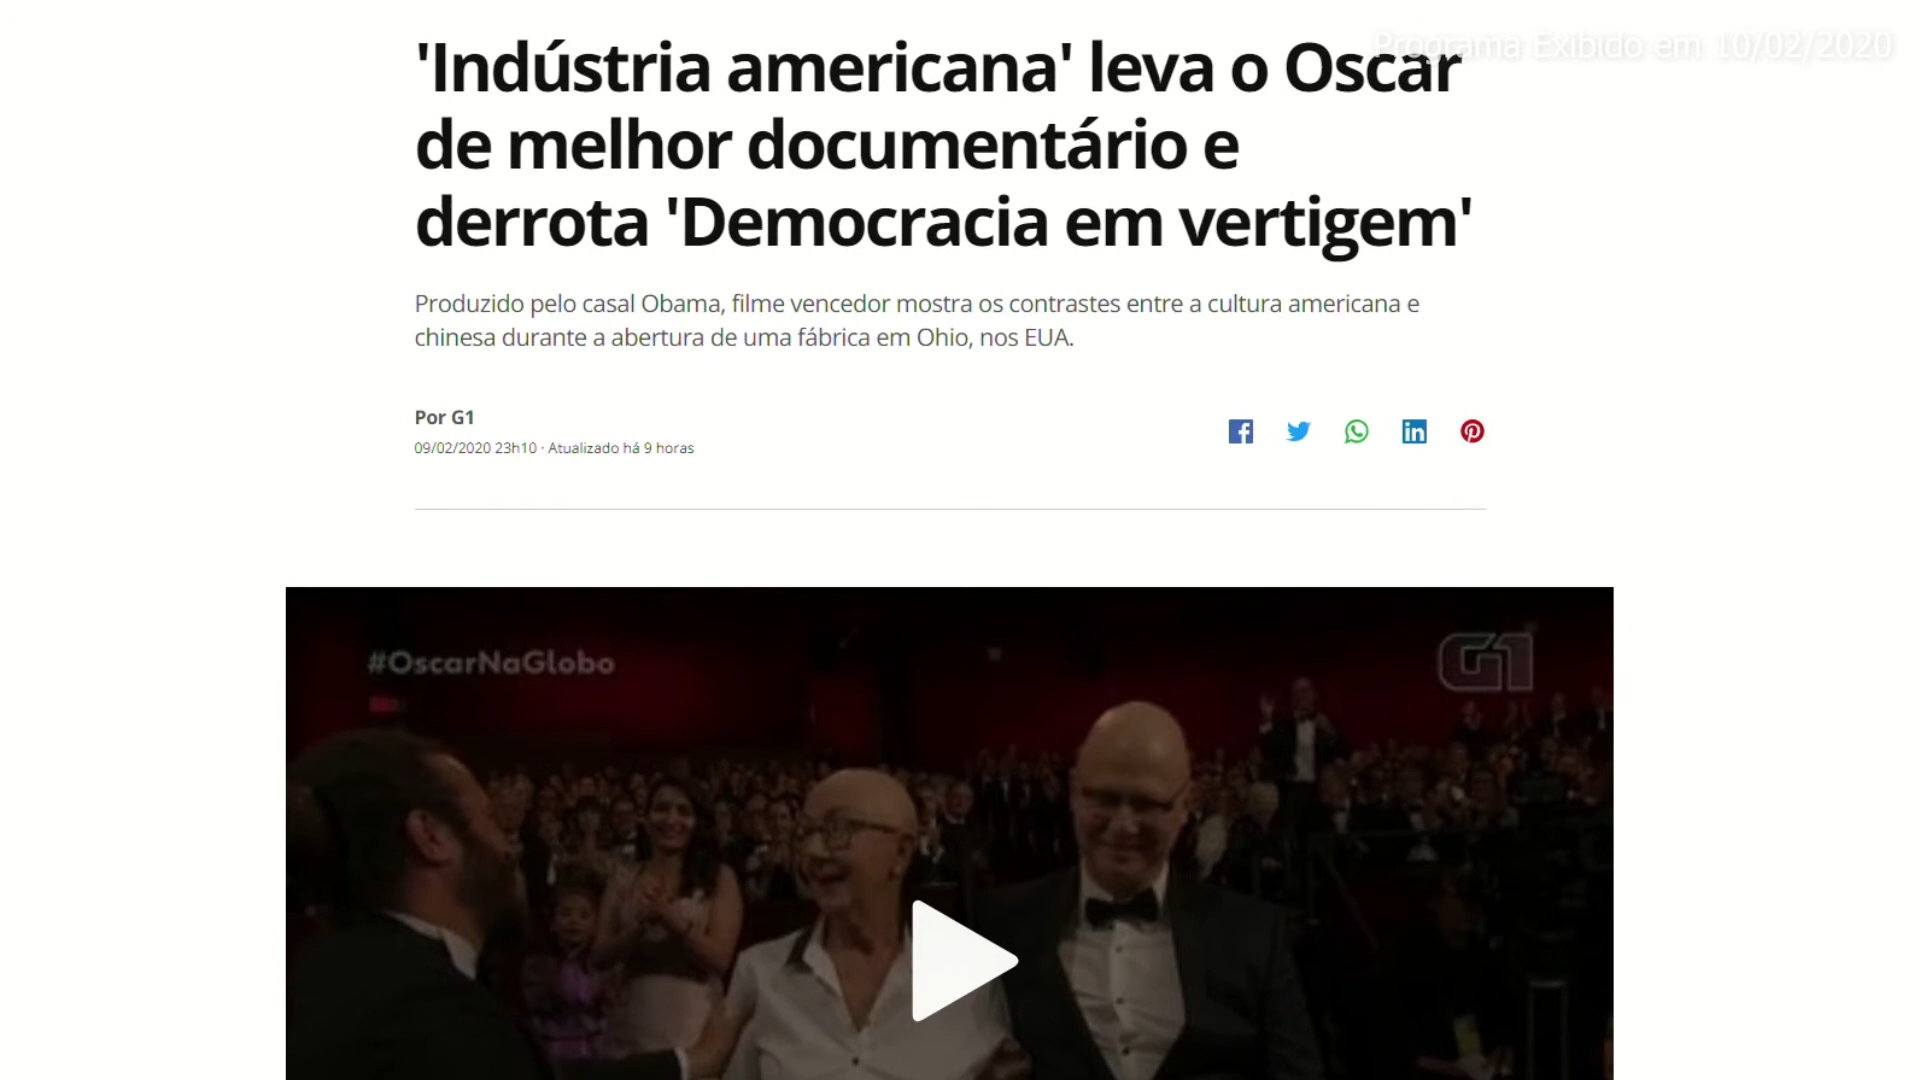 Programa Exibido em 10/02/2020
'Indústria americana' leva o Oscar
de melhor documentário e
derrota 'Democracia em vertigem'
Produzido pelo casal Obama, filme vencedor mostra os contrastes entre a cultura americana e
chinesa durante a abertura de uma fábrica em Ohio, nos EUA.
Por G1
09/02/2020 23h10 · Atualizado há 9 horas
#OscarNaGlobo
G1